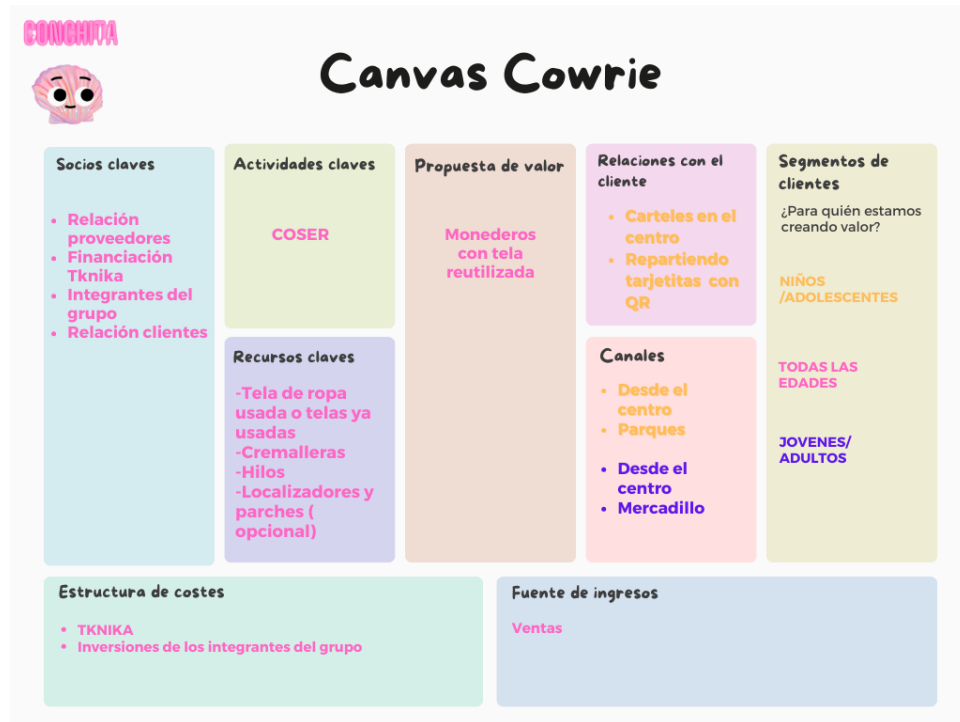 CONCHITA
Canvas Cowrie
Socios claves
• Relación
proveedores
• Financiación
Tknika
• Integrantes del
grupo
• Relación clientes
Actividades claves
COSER
Recursos claves
-Tela de ropa
usada o telas ya
usadas
-Cremalleras
-Hilos
-Localizadores y
parches (
opcional)
Propuesta de valor
Monederos
con tela
reutilizada
Relaciones con el
cliente
• Carteles en el
centro
• Repartiendo
tarjetitas con
QR
Canales
• Desde el
centro
• Parques
• Desde el
centro
• Mercadillo
Segmentos de
clientes
¿Para quién estamos
creando valor?
NIÑOS
/ADOLESCENTES
TODAS LAS
EDADES
JOVENES/
ADULTOS
Estructura de costes
• TKNIKA
• Inversiones de los integrantes del grupo
Fuente de ingresos
Ventas